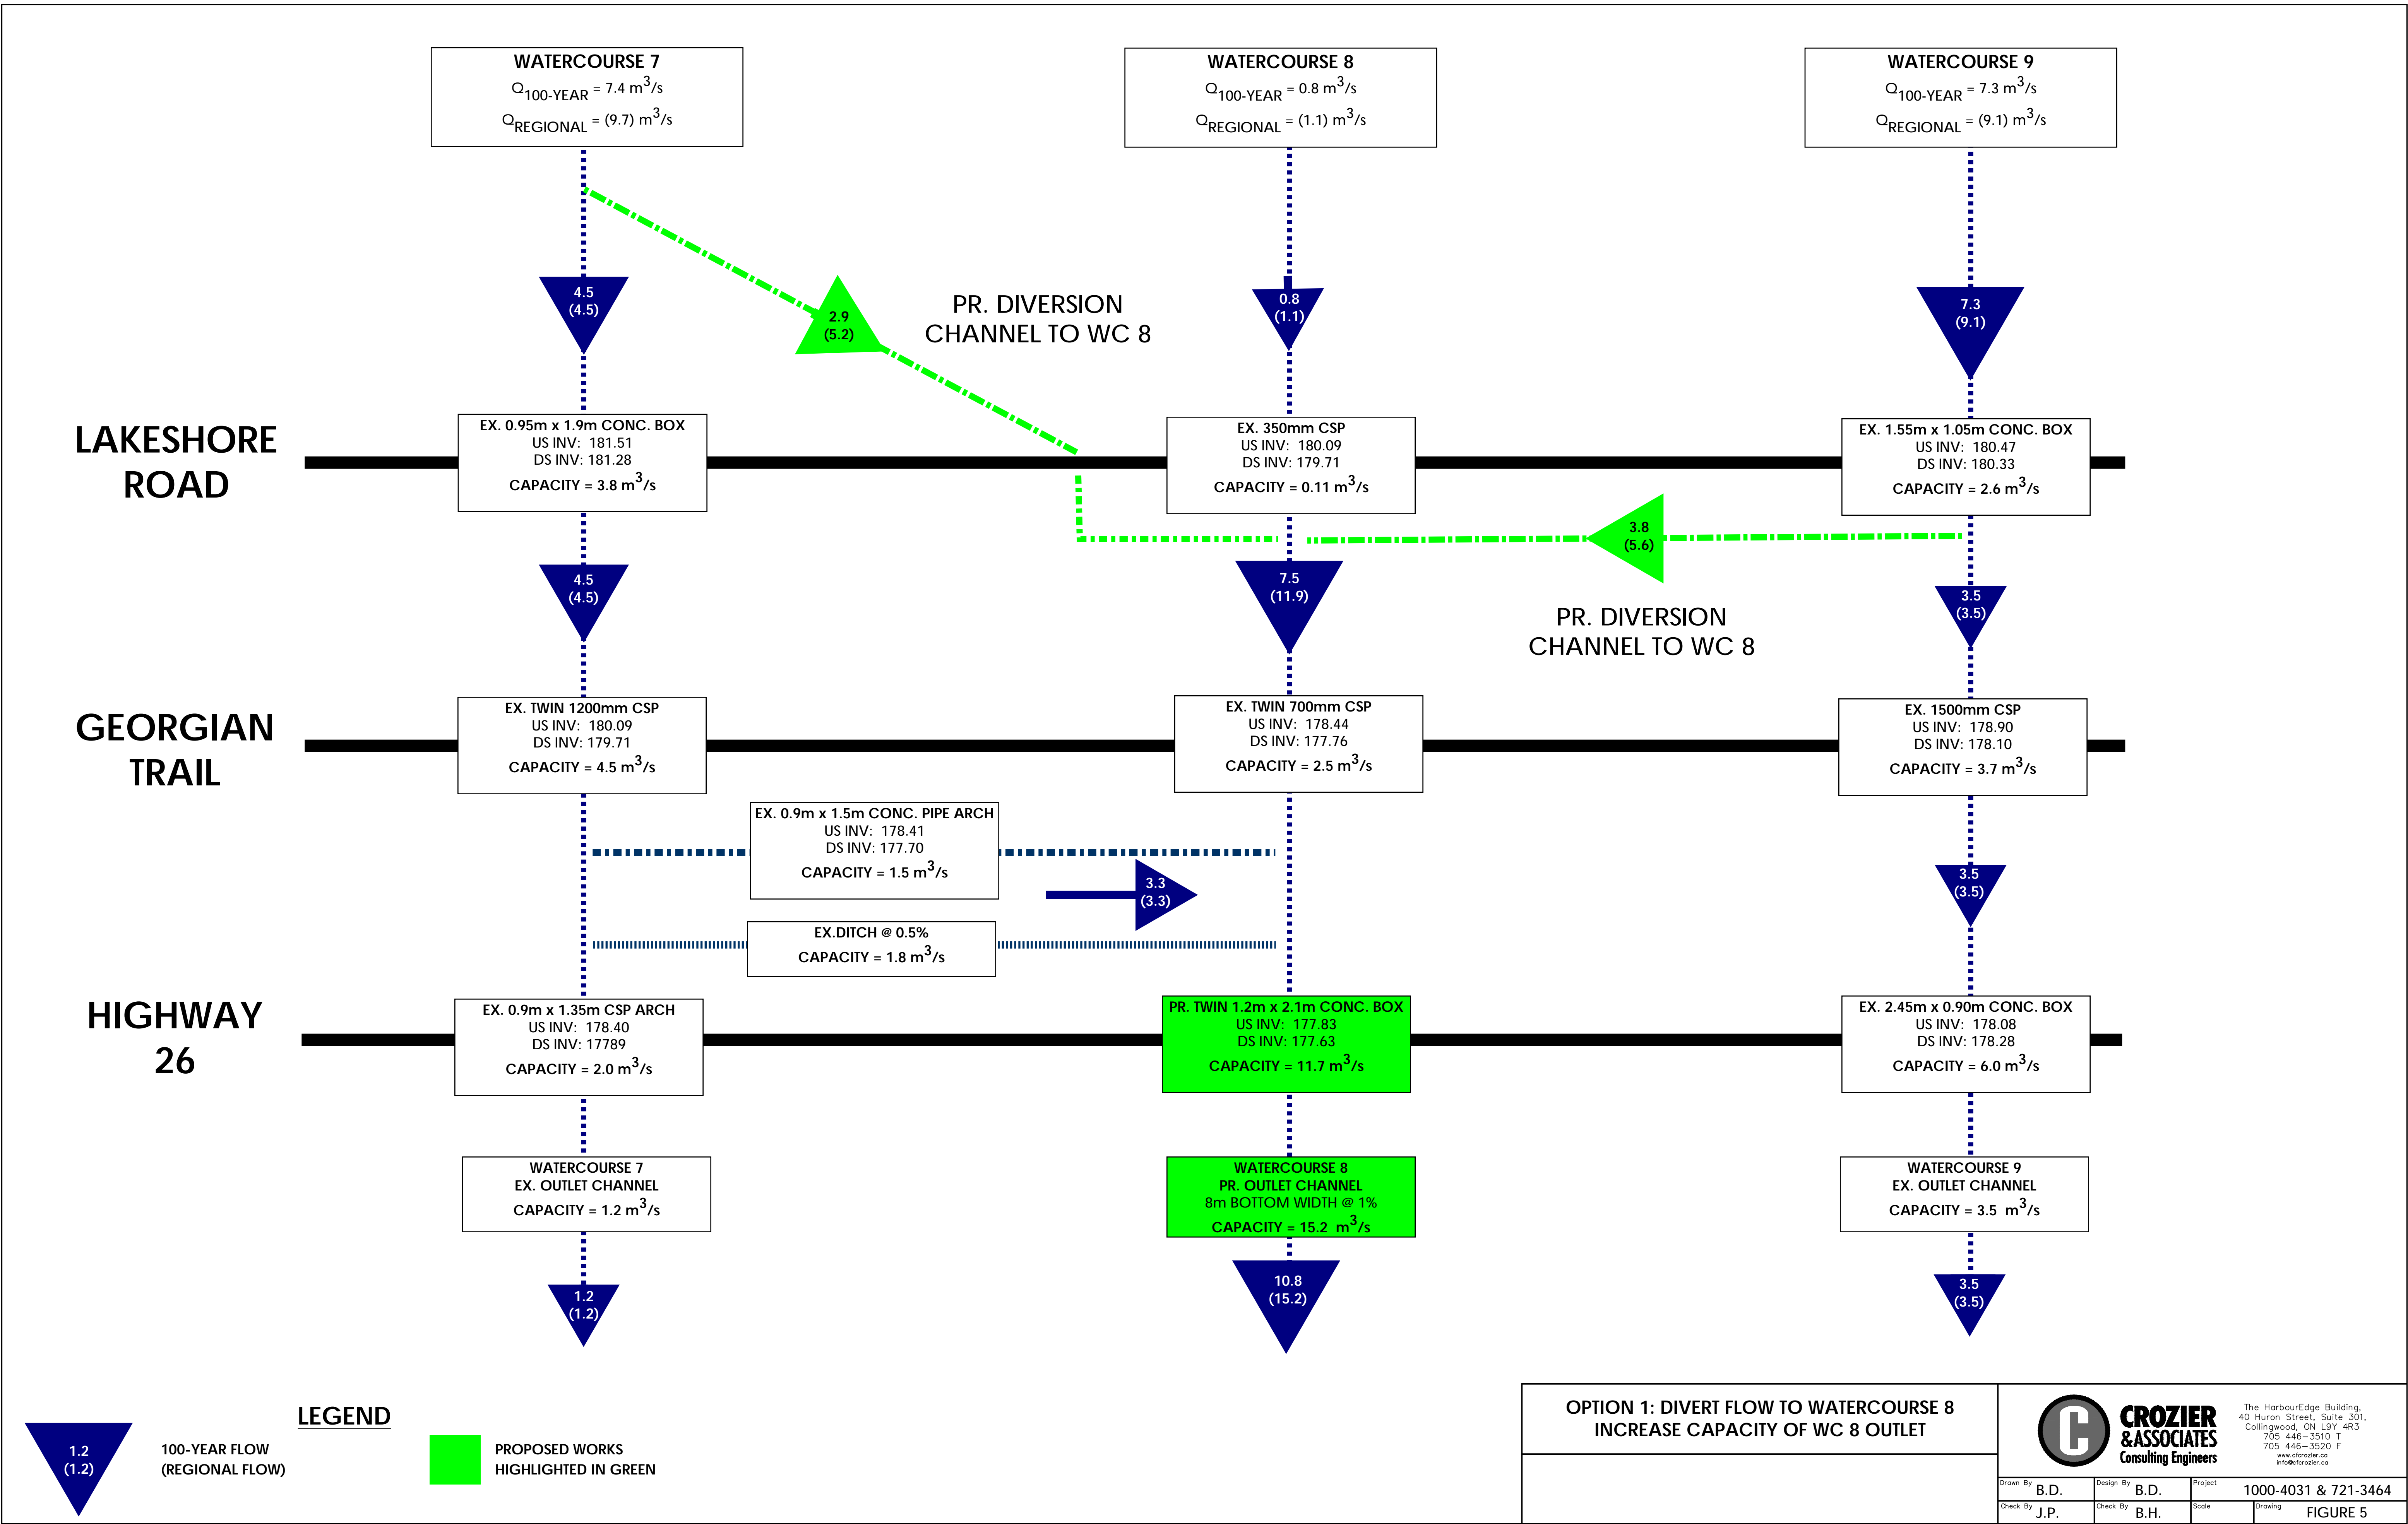 WATERCOURSE 7
Q100-YEAR = 7.4 m3/s
QREGIONAL = (9.7) m3/s
WATERCOURSE 8
Q100-YEAR = 0.8 m3/s
QREGIONAL = (1.1) m3/s
WATERCOURSE 9
Q100-YEAR = 7.3 m3/s
QREGIONAL = (9.1) m3/s
4.5
(4.5)
2.9
(5.2)
PR. DIVERSION
CHANNEL TO WC 8
0.8
(1.1)
7.3
(9.1)
LAKESHORE
ROAD
EX. 0.95m x 1.9m CONC. BOX
US INV: 181.51
DS INV: 181.28
CAPACITY = 3.8 m3/s
EX. 350mm CSP
US INV: 180.09
DS INV: 179.71
CAPACITY = 0.11 m3/s
EX. 1.55m x 1.05m CONC. BOX
US INV: 180.47
DS INV: 180.33
CAPACITY = 2.6 m3/s
3.8
(5.6)
4.5
(4.5)
7.5
(11.9)
3.5
(3.5)
PR. DIVERSION
CHANNEL TO WC 8
GEORGIAN
TRAIL
EX. TWIN 1200mm CSP
US INV: 180.09
DS INV: 179.71
CAPACITY = 4.5 m3/s
EX. TWIN 700mm CSP
US INV: 178.44
DS INV: 177.76
CAPACITY = 2.5 m3/s
EX. 1500mm CSP
US INV: 178.90
DS INV: 178.10
CAPACITY = 3.7 m3/s
EX. 0.9m x 1.5m CONC. PIPE ARCH
US INV: 178.41
DS INV: 177.70
CAPACITY = 1.5 m3/s
3.3
(3.3)
3.5
(3.5)
EX.DITCH @ 0.5%
CAPACITY = 1.8 m3/s
HIGHWAY
26
EX. 0.9m x 1.35m CSP ARCH
US INV: 178.40
DS INV: 17789
CAPACITY = 2.0 m3/s
PR. TWIN 1.2m x 2.1m CONC. BOX
US INV: 177.83
DS INV: 177.63
CAPACITY = 11.7 m3/s
EX. 2.45m x 0.90m CONC. BOX
US INV: 178.08
DS INV: 178.28
CAPACITY = 6.0 m3/s
WATERCOURSE 7
EX. OUTLET CHANNEL
CAPACITY = 1.2 m3/s
WATERCOURSE 8
PR. OUTLET CHANNEL
8m BOTTOM WIDTH @ 1%
CAPACITY = 15.2 m3/s
WATERCOURSE 9
EX. OUTLET CHANNEL
CAPACITY = 3.5 m3/s
1.2
(1.2)
10.8
(15.2)
3.5
(3.5)
LEGEND
1.2
(1.2)
100-YEAR FLOW
(REGIONAL FLOW)
PROPOSED WORKS
HIGHLIGHTED IN GREEN
OPTION 1: DIVERT FLOW TO WATERCOURSE 8
INCREASE CAPACITY OF WC 8 OUTLET
C
CROZIER
&ASSOCIATES
Consulting Engineers
The HarbourEdge Building,
40 Huron Street, Suite 301,
Collingwood, ON L9Y 4R3
705 446-3510 T
705 446-3520 F
www.cfcrozier.ca
info@cfcrozier.ca
Drawn By B.D.
Design By B.D.
Project 1000-4031 & 721-3464
Check By J.P.
Check By B.H.
Scale
Drawing FIGURE 5